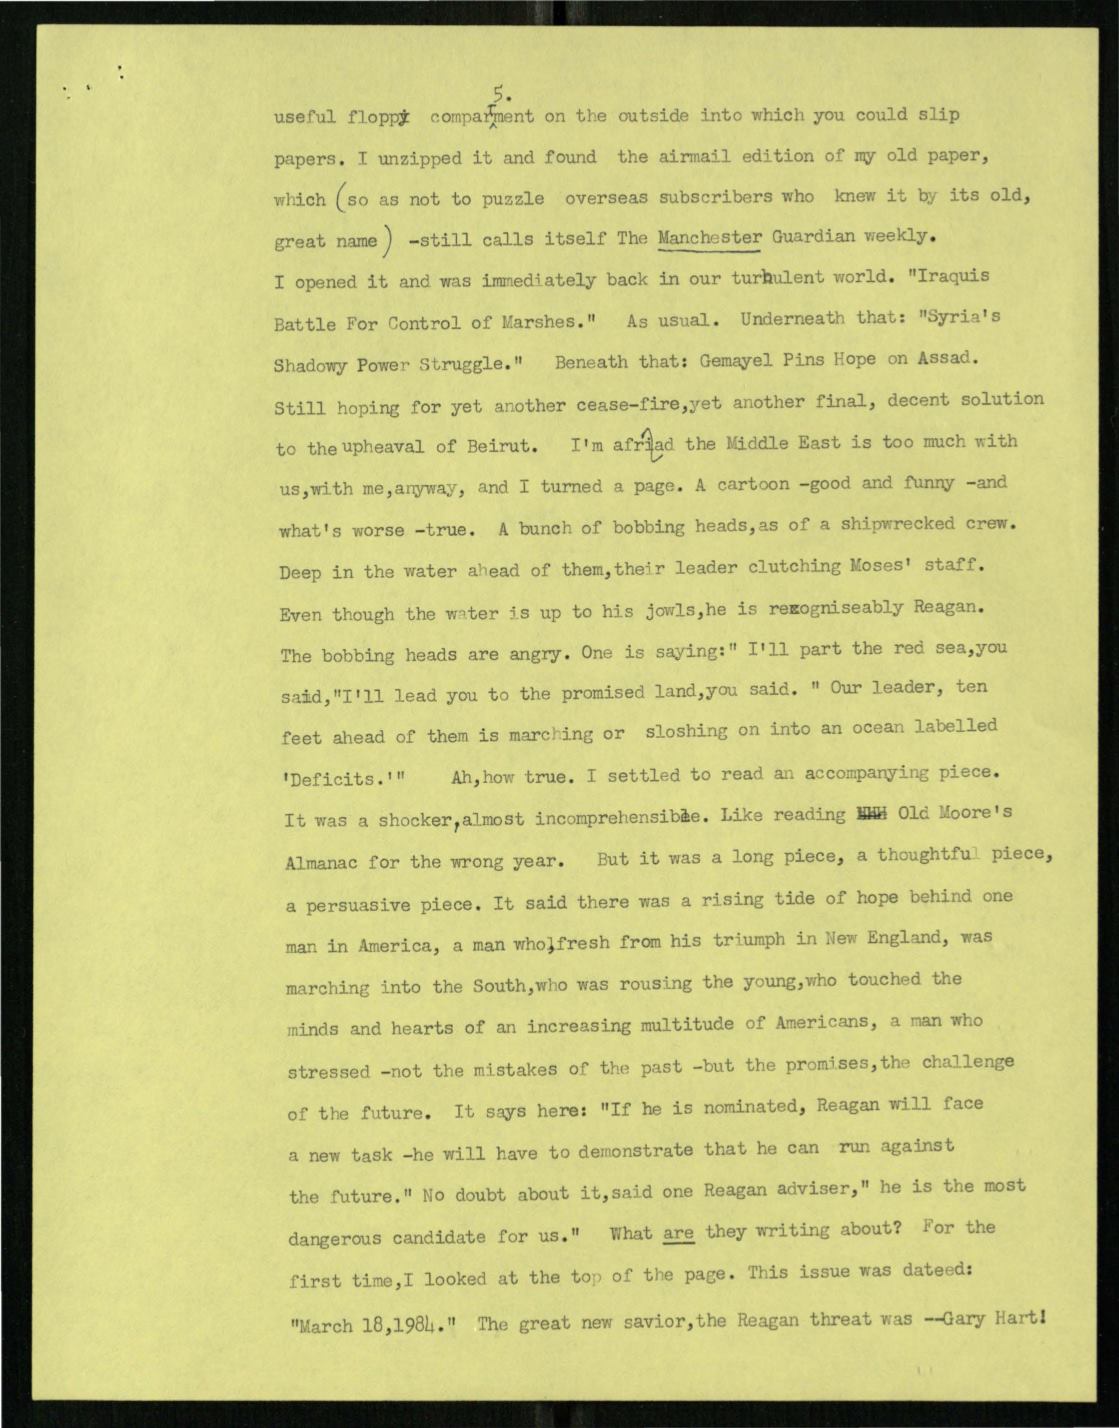 5.
useful floppy compartment on the outside into which you could slip
papers. I unzipped it and found the airmail edition of my old paper,
which (so as not to puzzle overseas subscribers who knew it by its old,
great name) -still calls itself The Manchester Guardian weekly.
I opened it and was immediately back in our turbulent world. "Iraquis
Battle For Control of Marshes." As usual. Underneath that: "Syria's
Shadowy Power Struggle." Beneath that: Gemayel Pins Hope on Assad.
Still hoping for yet another cease-fire,yet another final, decent solution
to the upheaval of Beirut. I'm afraid the Middle East is too much with
us,with me,anyway, and I turned a page. A cartoon -good and funny -and
what's worse -true. A bunch of bobbing heads,as of a shipwrecked crew.
Deep in the water ahead of them,their leader clutching Moses' staff.
Even though the water is up to his jowls,he is recogniseably Reagan.
The bobbing heads are angry. One is saying:" I'll part the red sea,you
said,"I'll lead you to the promised land,you said. " Our leader, ten
feet ahead of them is marching or sloshing on into an ocean labelled
'Deficits.'" Ah,how true. I settled to read an accompanying piece.
It was a shocker,almost incomprehensible. Like reading Old Moore's
Almanac for the wrong year. But it was a long piece, a thoughtful piece,
a persuasive piece. It said there was a rising tide of hope behind one
man in America, a man who,fresh from his triumph in New England, was
marching into the South,who was rousing the young,who touched the
minds and hearts of an increasing multitude of Americans, a man who
stressed -not the mistakes of the past -but the promises,the challenge
of the future. It says here: "If he is nominated, Reagan will face
a new task -he will have to demonstrate that he can run against
the future." No doubt about it,said one Reagan adviser," he is the most
dangerous candidate for us." What are they writing about? For the
first time,I looked at the top of the page. This issue was dateed:
"March 18,1984." The great new savior,the Reagan threat was --Gary Hart!